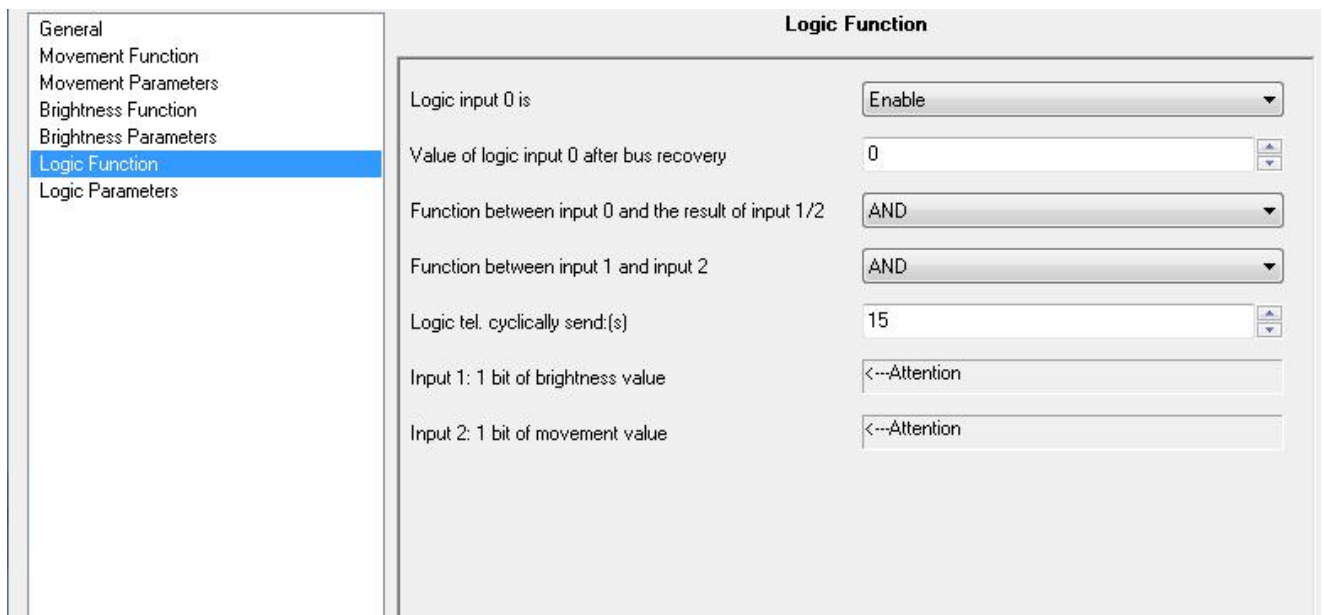 General
Movement Function
Movement Parameters
Brightness Function
Brightness Parameters
Logic Function
Logic Parameters
Logic Function
Logic input 0 is Enable
Value of logic input 0 after bus recovery 0
Function between input 0 and the result of input 1/2 AND
Function between input 1 and input 2 AND
Logic tel. cyclically send:(s) 15
Input 1: 1 bit of brightness value <---Attention
Input 2: 1 bit of movement value <---Attention